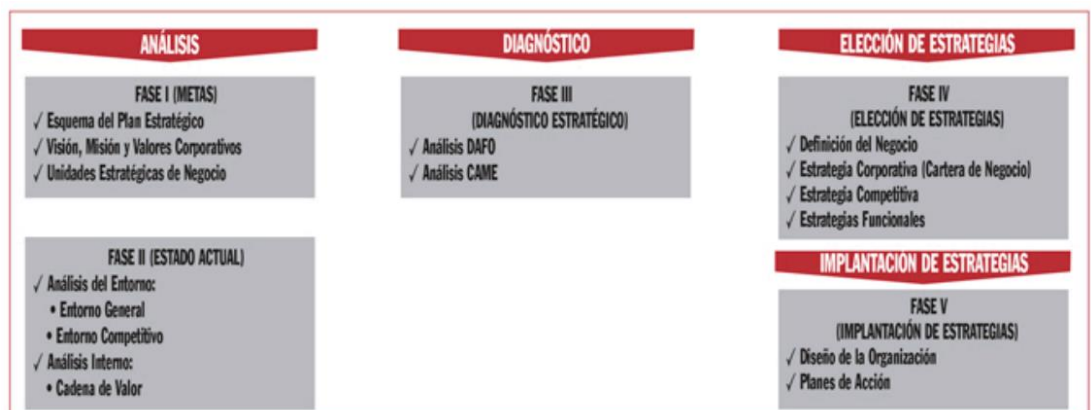 ANÁLISIS
FASE I (METAS)
√ Esquema del Plan Estratégico
√ Visión, Misión y Valores Corporativos
√ Unidades Estratégicas de Negocio
FASE II (ESTADO ACTUAL)
√ Análisis del Entorno:
• Entorno General
• Entorno Competitivo
√ Análisis Interno:
• Cadena de Valor
DIAGNÓSTICO
FASE III
(DIAGNÓSTICO ESTRATÉGICO)
√ Análisis DAFO
√ Análisis CAME
ELECCIÓN DE ESTRATEGIAS
FASE IV
(ELECCIÓN DE ESTRATEGIAS)
√ Definición del Negocio
√ Estrategia Corporativa (Cartera de Negocio)
√ Estrategia Competitiva
√ Estrategias Funcionales
IMPLANTACIÓN DE ESTRATEGIAS
FASE V
(IMPLANTACIÓN DE ESTRATEGIAS)
√ Diseño de la Organización
√ Planes de Acción